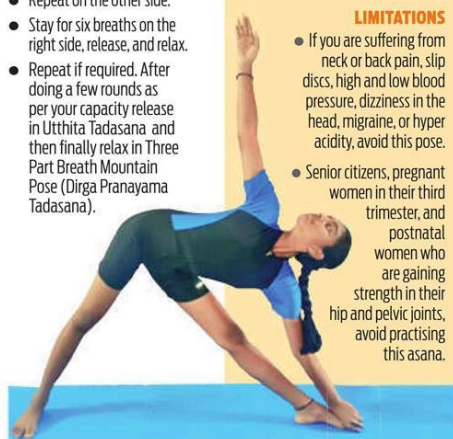 ● Repeat on the other side.
● Stay for six breaths on the
right side, release, and relax.
● Repeat if required. After
doing a few rounds as
per your capacity release
in Utthita Tadasana and
then finally relax in Three
Part Breath Mountain
Pose (Dirga Pranayama
Tadasana).
LIMITATIONS
● If you are suffering from
neck or back pain, slip
discs, high and low blood
pressure, dizziness in the
head, migraine, or hyper
acidity, avoid this pose.
● Senior citizens, pregnant
women in their third
trimester, and
postnatal
women who
are gaining
strength in their
hip and pelvic joints,
avoid practising
this asana.